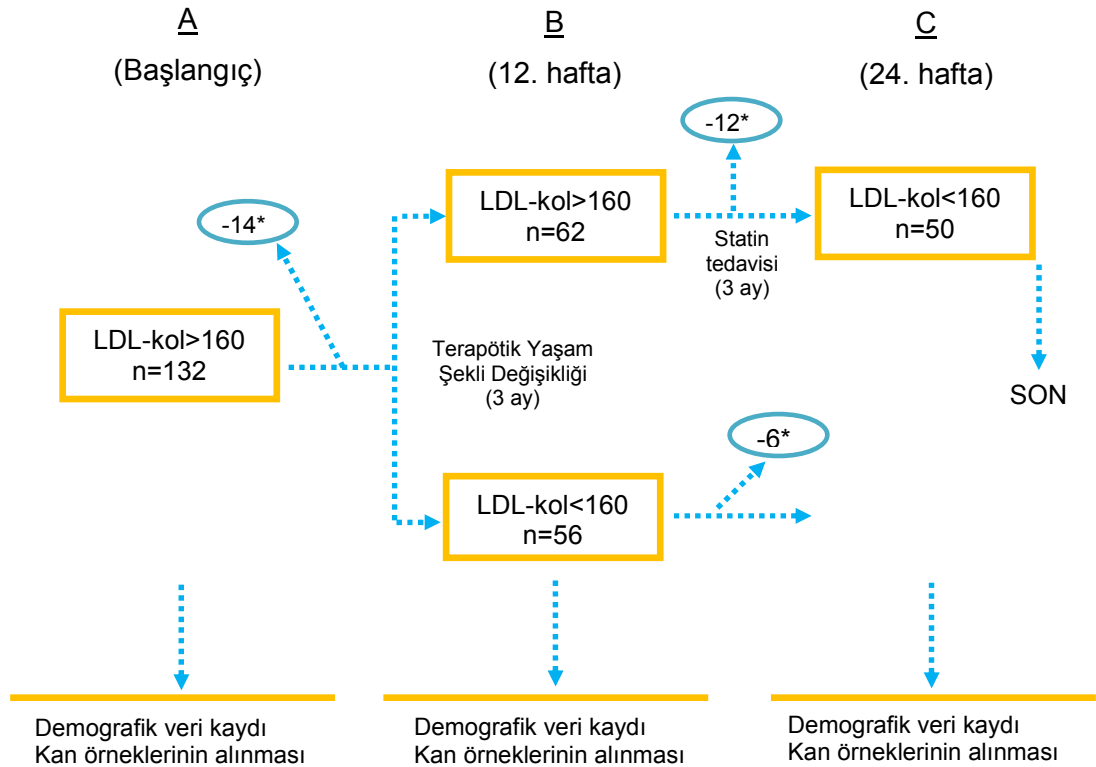 A
(Başlangıç)
B
(12. hafta)
C
(24. hafta)
-12*
-14*
LDL-kol>160
n=62
Statin
tedavisi
(3 ay)
LDL-kol<160
n=50
LDL-kol>160
n=132
Terapötik Yaşam
Şekli Değişikliği
(3 ay)
SON
-6*
LDL-kol<160
n=56
Demografik veri kaydı
Kan örneklerinin alınması
Demografik veri kaydı
Kan örneklerinin alınması
Demografik veri kaydı
Kan örneklerinin alınması